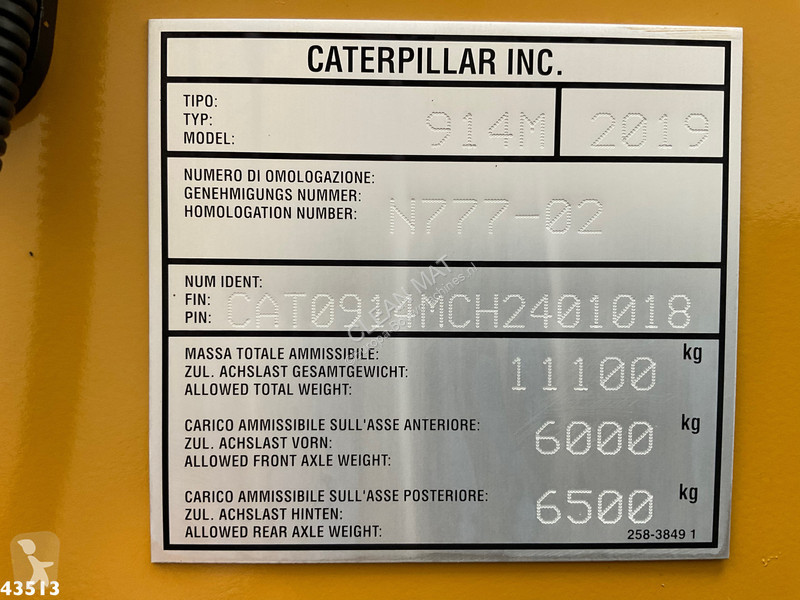 CATERPILLAR INC.
TIPO:
TYP:
MODEL: 914M 2019
NUMERO DI OMOLOGAZIONE:
GENEHMIGUNGS NUMMER:
HOMOLOGATION NUMBER: N777-02
NUM IDENT:
FIN:
PIN: CAT0914MCH2401018
MASSA TOTALE AMMISSIBILE: kg
ZUL. ACHSLAST GESAMTGEWICHT: 11100
ALLOWED TOTAL WEIGHT:
CARICO AMMISSIBILE SULL'ASSE ANTERIORE: kg
ZUL. ACHSLAST VORN: 6000
ALLOWED FRONT AXLE WEIGHT:
CARICO AMMISSIBILE SULL'ASSE POSTERIORE: kg
ZUL. ACHSLAST HINTEN: 6500
ALLOWED REAR AXLE WEIGHT:
258-3849 1
CLEAN MAT
43513